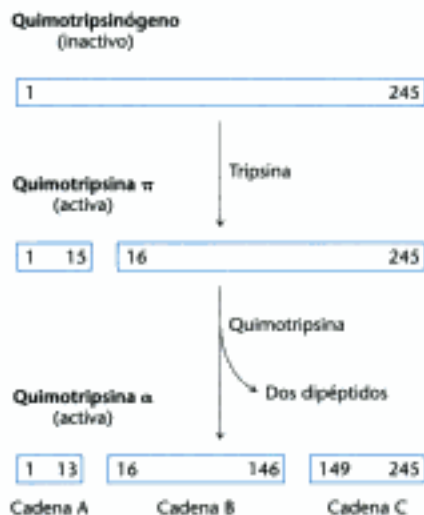 Quimotripsinógeno
(inactivo)
1 245
Tripsina
Quimotripsina π
(activa)
1 15 16 245
Quimotripsina
Dos dipéptidos
Quimotripsina α
(activa)
1 13 16 146 149 245
Cadena A Cadena B Cadena C